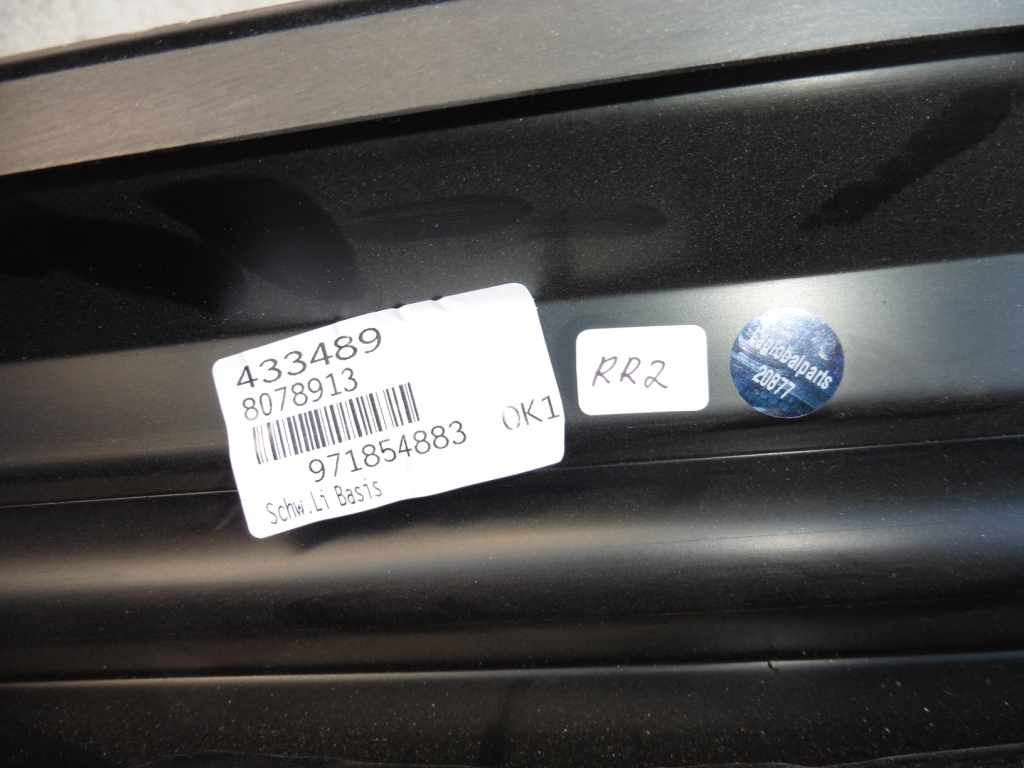 433489
8078913
971854883 OK1
Schw.Li Basis
RR2
20877